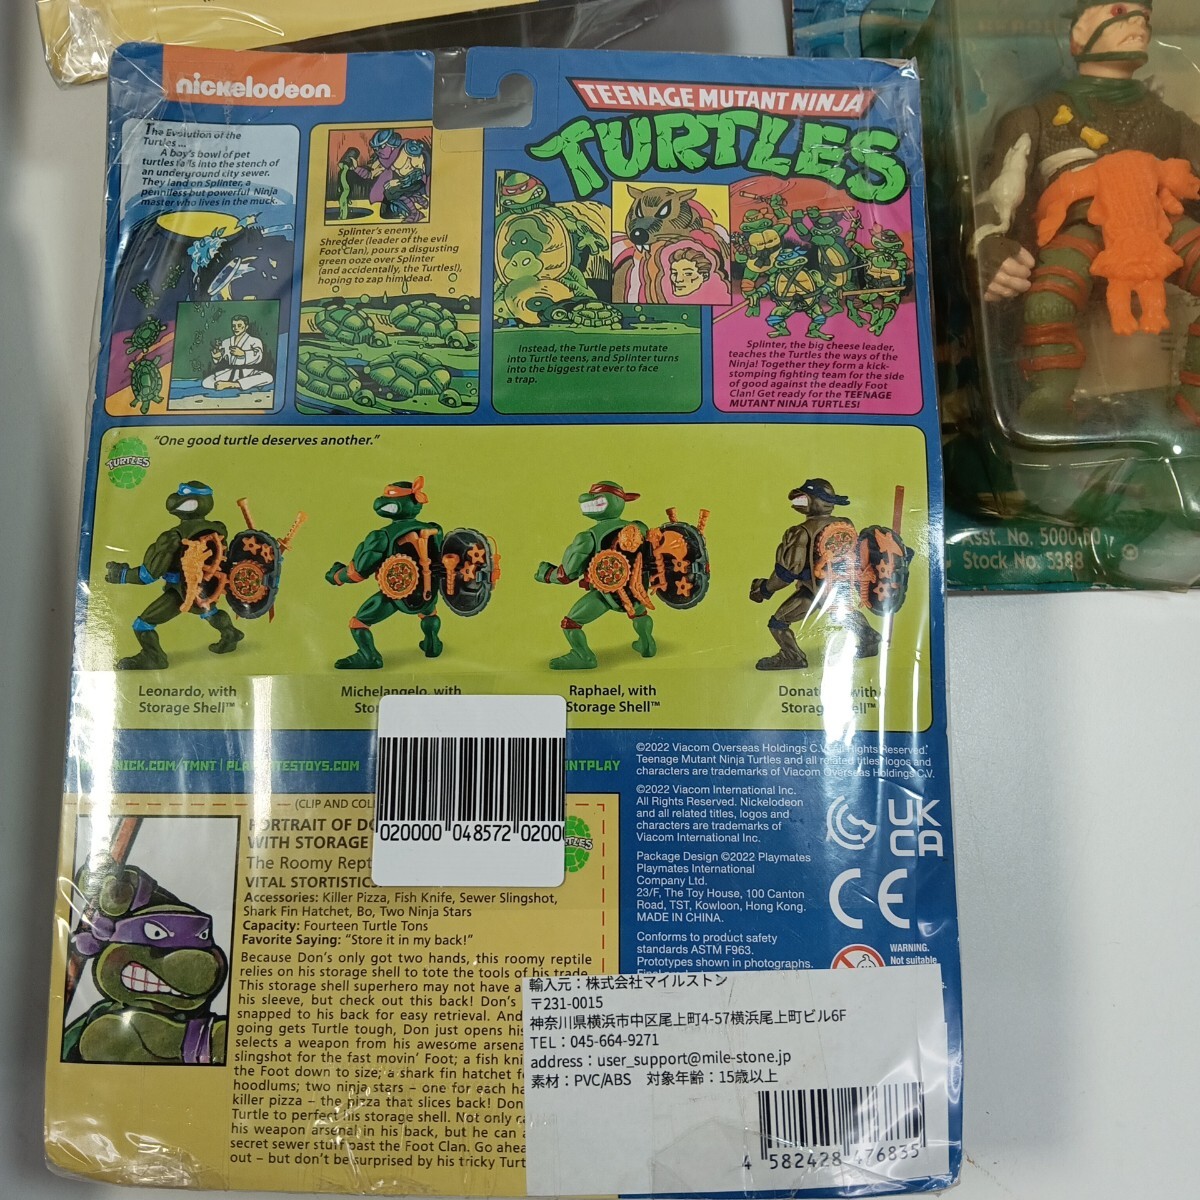 nickelodeon
TEENAGE MUTANT NINJA
TURTLES
The Evolution of the
Turtles...
A boy's bowl of pet
turtles falls into the stench of
an underground city sewer.
They land on Splinter, a
penniless but powerful Ninja
master who lives in the muck.
Splinter's enemy,
Shredder (leader of the evil
Foot Clan), pours a disgusting
green ooze over Splinter
(and accidentally, the Turtles!),
hoping to zap him dead.
Instead, the Turtle pets mutate
into Turtle teens, and Splinter turns
into the biggest rat ever to face
a trap.
Splinter, the big cheese leader,
teaches the Turtles the ways of the
Ninja! Together they form a kick-
stomping fighting team for the side
of good against the deadly Foot
Clan! Get ready for the TEENAGE
MUTANT NINJA TURTLES!
TURTLES
"One good turtle deserves another."
Leonardo, with
Storage Shell™
Michelangelo, with
Raphael, with
Storage Shell™
with
NICK.COM/TMNT |
020000 048572 0200
(CLIP AND
PORTRAIT OF
WITH STORAGE
The Roomy
VITAL STORTISTICS:
Accessories: Killer Pizza, Fish Knife, Sewer Slingshot,
Shark Fin Hatchet, Bo, Two Ninja Stars
Capacity: Fourteen Turtle Tons
Favorite Saying: "Store it in my back!"
Because Don's only got two hands, this roomy reptile
relies on his storage shell to tote the tools of his trade.
This storage shell superhero may not have a
his sleeve, but check out this back! Don's
snapped to his back for easy retrieval. And
going gets Turtle tough, Don just opens his
selects a weapon from his awesome
slingshot for the fast movin' Foot; a fish
the Foot down to size; a shark fin hatchet
hoodlums; two ninja stars – one for each
killer pizza – the pizza that slices back! Don
Turtle to perfect his storage shell. Not only
his weapon arsenal in his back, but he can
secret sewer stuff past the Foot Clan. Go
out – but don't be surprised by his tricky
©2022 Viacom Overseas Holdings C.V. All Rights Reserved.
Teenage Mutant Ninja Turtles and all related titles, logos and
characters are trademarks of Viacom Overseas Holdings C.V.
©2022 Viacom International Inc.
All Rights Reserved. Nickelodeon
and all related titles, logos and
characters are trademarks of
Viacom International Inc.
Package Design ©2022 Playmates
Playmates International
Company Ltd.
23/F, The Toy House, 100 Canton
Road, TST, Kowloon, Hong Kong.
MADE IN CHINA.
Conforms to product safety
standards ASTM F963.
Prototypes shown in photographs.
UK
CA
CE
WARNING.
Not suitable
輸入元：株式会社マイルストン
〒231-0015
神奈川県横浜市中区尾上町4-57横浜尾上町ビル6F
TEL：045-664-9271
address：user_support@mile-stone.jp
素材：PVC/ABS 対象年齢：15歳以上
4 582428 476835
Asst. No. 5000
Stock No. 5388